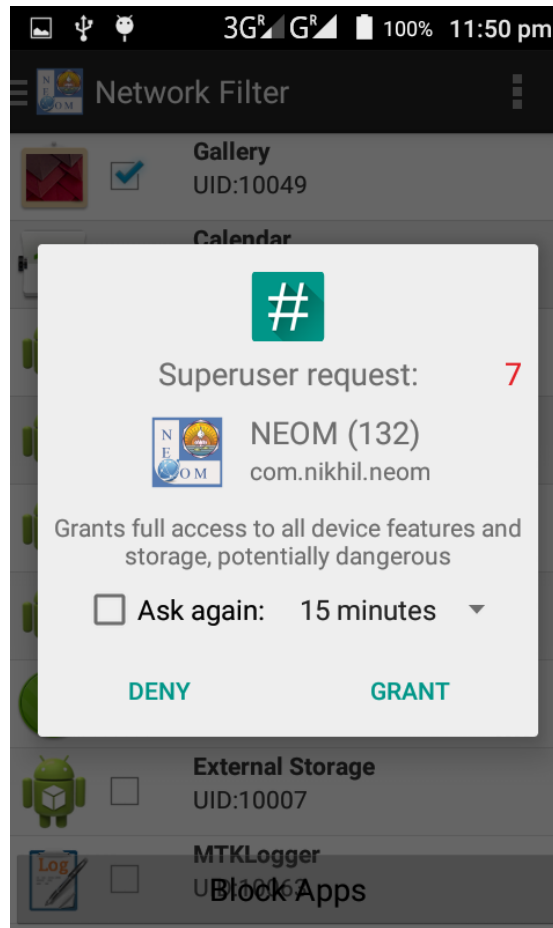 3G R G R 100% 11:50 pm
Network Filter
Gallery
UID:10049
Calendar
Superuser request: 7
NEOM (132)
com.nikhil.neom
Grants full access to all device features and
storage, potentially dangerous
Ask again: 15 minutes
DENY GRANT
External Storage
UID:10007
MTKLogger
UID:10063
Block Apps